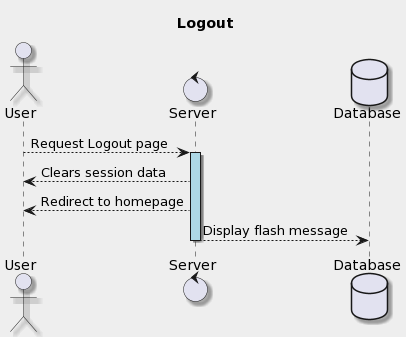 Logout
User
Server
Database
Request Logout page
Clears session data
Redirect to homepage
Display flash message
User
Server
Database